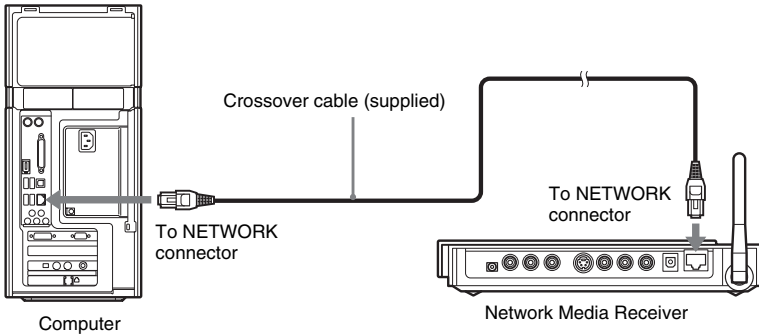 Crossover cable (supplied)
To NETWORK
connector
To NETWORK
connector
Computer
Network Media Receiver